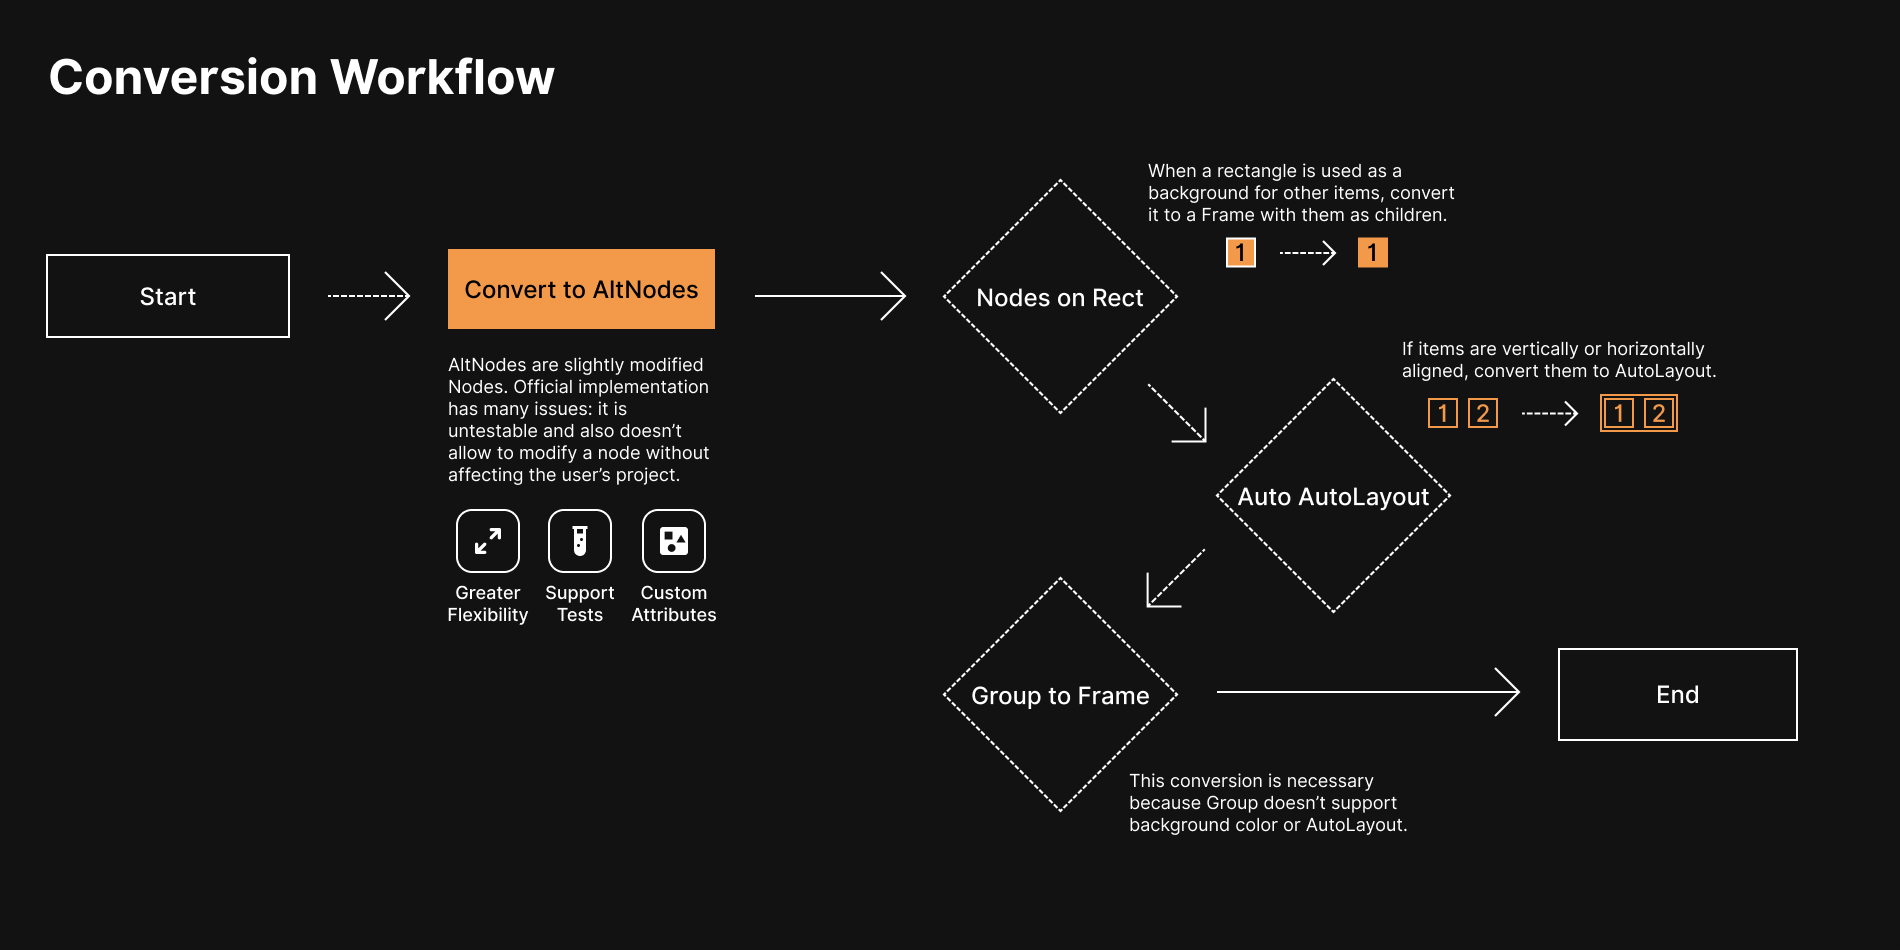 Conversion Workflow
Start
Convert to AltNodes
AltNodes are slightly modified
Nodes. Official implementation
has many issues: it is
untestable and also doesn’t
allow to modify a node without
affecting the user’s project.
Greater
Flexibility
Support
Tests
Custom
Attributes
Nodes on Rect
When a rectangle is used as a
background for other items, convert
it to a Frame with them as children.
1
1
Auto AutoLayout
If items are vertically or horizontally
aligned, convert them to AutoLayout.
1 2
1 2
Group to Frame
This conversion is necessary
because Group doesn’t support
background color or AutoLayout.
End